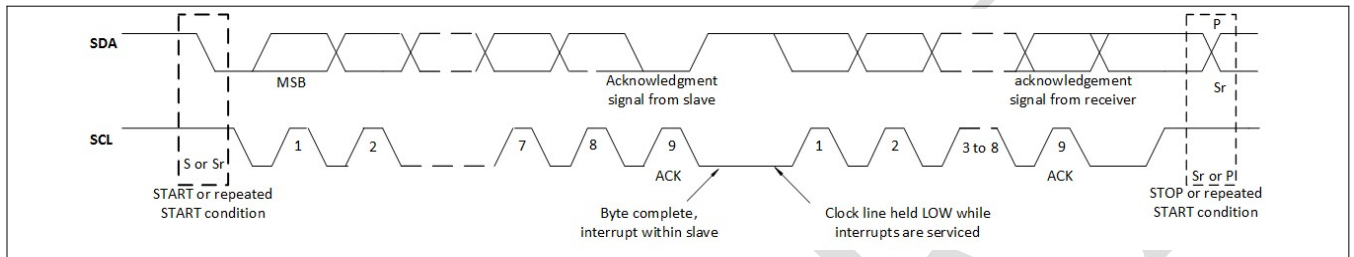 P
SDA
MSB
Acknowledgment
signal from slave
acknowledgement
signal from receiver
Sr
SCL
1 2 7 8 9 1 2 3 to 8 9
S or Sr
ACK
ACK
Sr or P
START or repeated
START condition
STOP or repeated
START condition
Byte complete,
interrupt within slave
Clock line held LOW while
interrupts are serviced